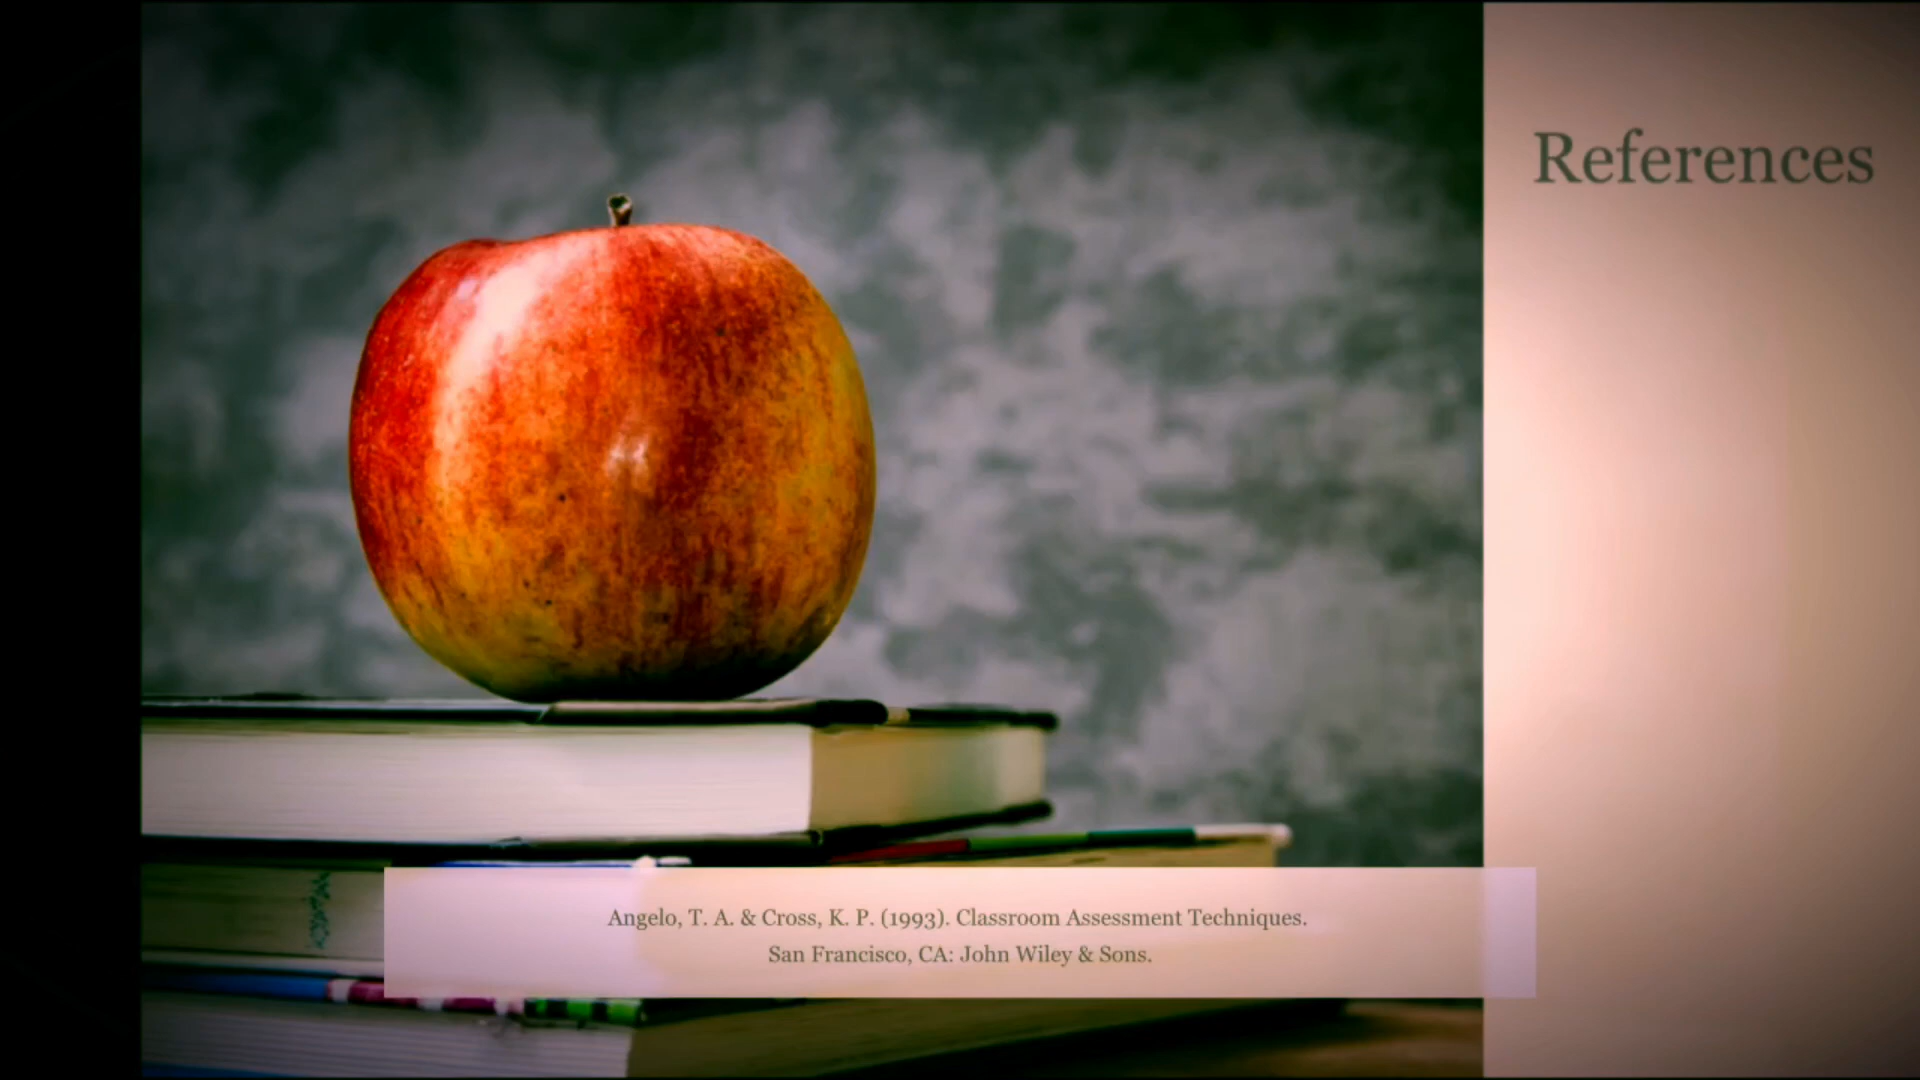 References
Angelo, T. A. & Cross, K. P. (1993). Classroom Assessment Techniques.
San Francisco, CA: John Wiley & Sons.